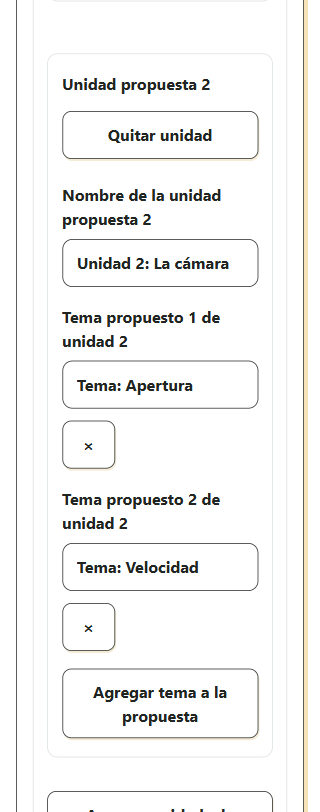 Unidad propuesta 2
Quitar unidad
Nombre de la unidad
propuesta 2
Unidad 2: La cámara
Tema propuesto 1 de
unidad 2
Tema: Apertura
×
Tema propuesto 2 de
unidad 2
Tema: Velocidad
×
Agregar tema a la
propuesta